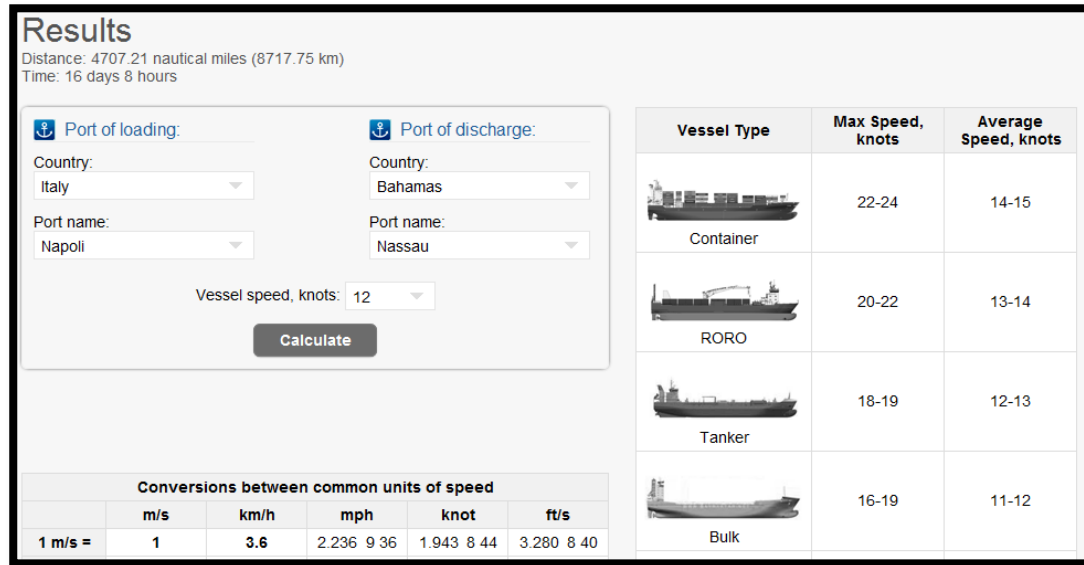 Results
Distance: 4707.21 nautical miles (8717.75 km)
Time: 16 days 8 hours
Port of loading:
Country:
Italy
Port name:
Napoli
Port of discharge:
Country:
Bahamas
Port name:
Nassau
Vessel speed, knots: 12
Calculate
Conversions between common units of speed
m/s km/h mph knot ft/s
1 m/s = 1 3.6 2.236 9 36 1.943 8 44 3.280 8 40
Vessel Type Max Speed, knots Average Speed, knots
Container 22-24 14-15
RORO 20-22 13-14
Tanker 18-19 12-13
Bulk 16-19 11-12